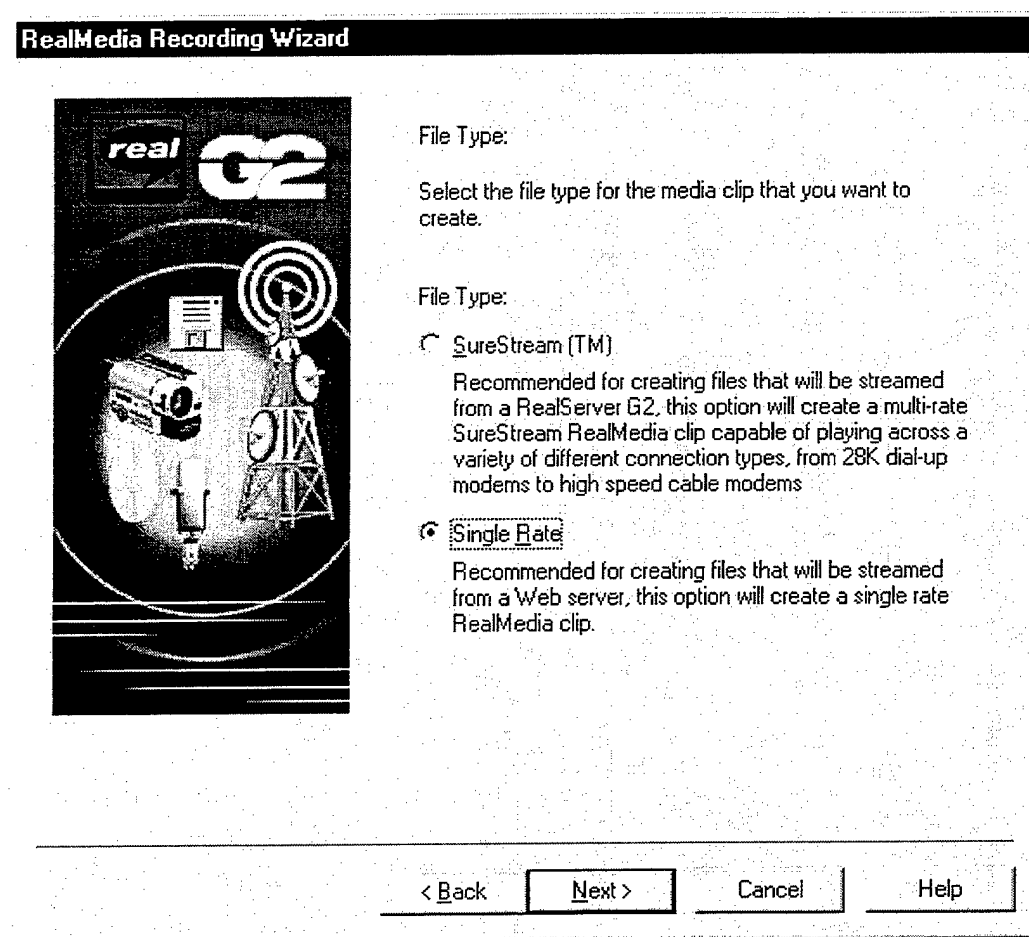 RealMedia Recording Wizard
real
G2
File Type:
Select the file type for the media clip that you want to
create.
File Type:
SureStream (TM)
Recommended for creating files that will be streamed
from a RealServer G2, this option will create a multi-rate
SureStream RealMedia clip capable of playing across a
variety of different connection types, from 28K dial-up
modems to high speed cable modems
Single Rate
Recommended for creating files that will be streamed
from a Web server, this option will create a single rate
RealMedia clip.
< Back Next > Cancel Help